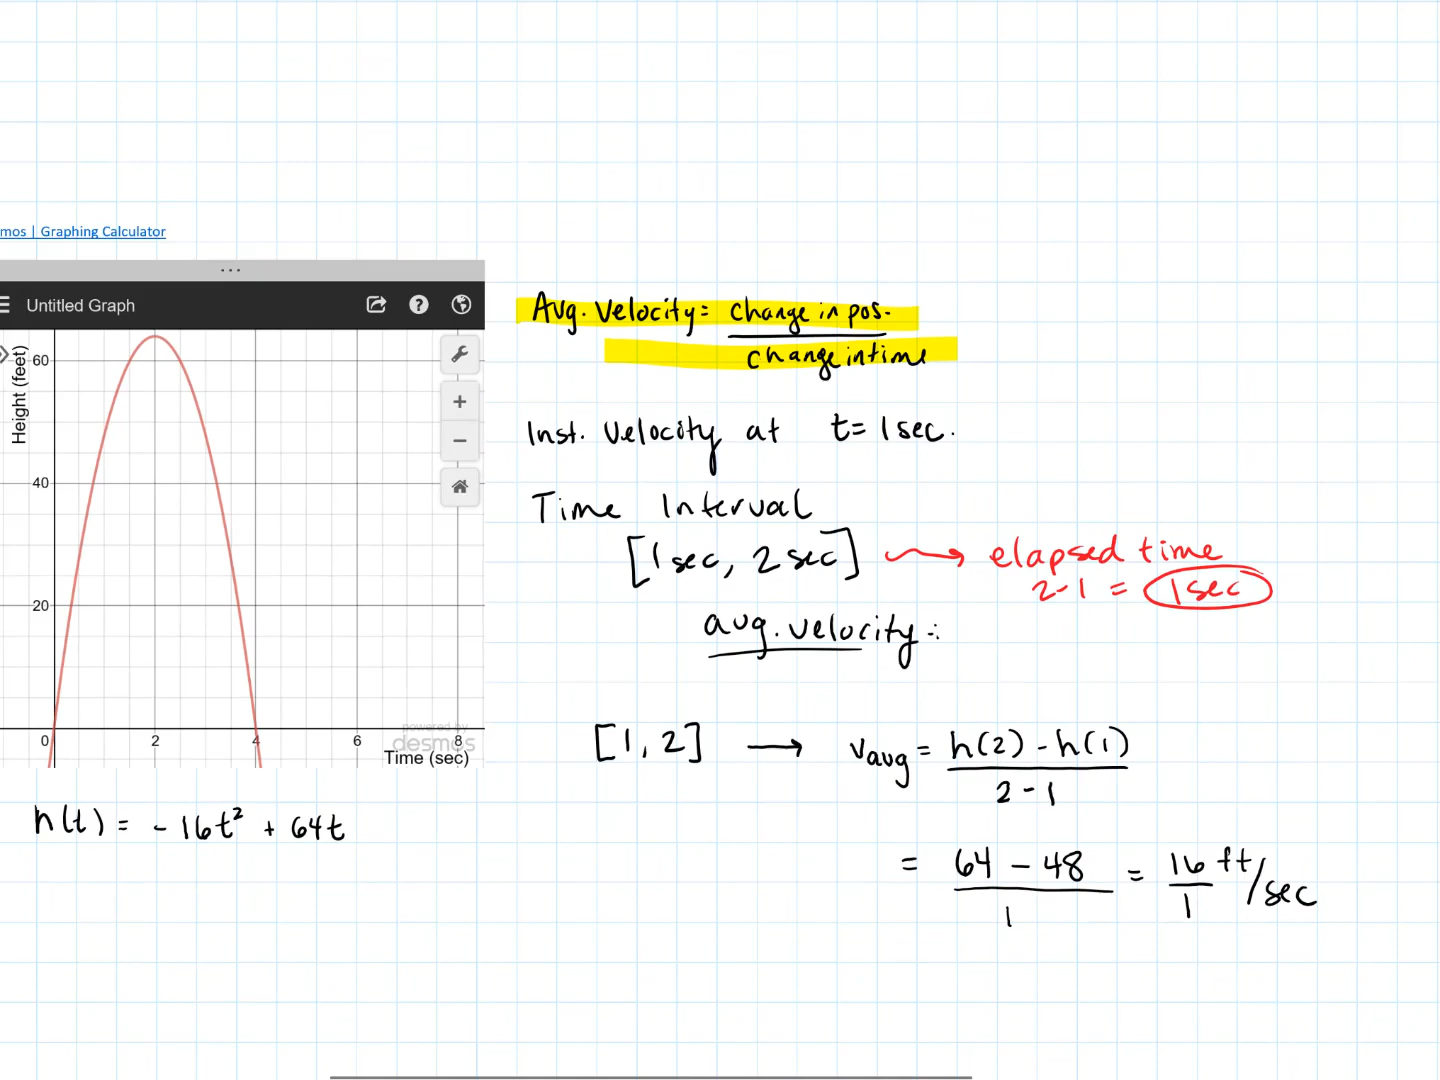 mos | Graphing Calculator
Untitled Graph
Height (feet)
60
40
20
0 2 4 6 8
powered by
desmos
Time (sec)
h(t) = -16t² + 64t
Avg. Velocity = change in pos.
change in time
Inst. Velocity at t = 1 sec.
Time Interval
[1 sec, 2 sec] → elapsed time
2-1 = 1 sec
avg. velocity :
[1, 2] → Vavg = h(2) - h(1)
2 - 1
= 64 - 48 = 16 ft/sec
1 1